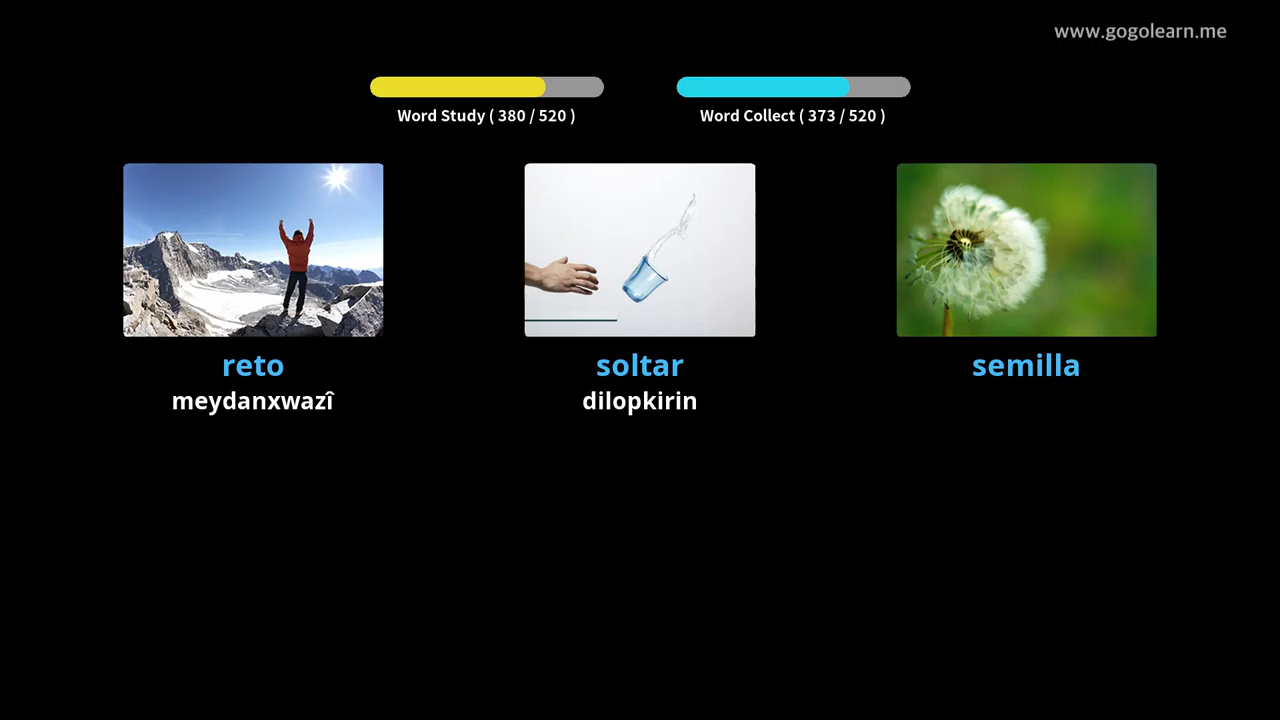 www.gogolearn.me
Word Study ( 380 / 520 )
Word Collect ( 373 / 520 )
reto
soltar
semilla
meydanxwazî
dilopkirin